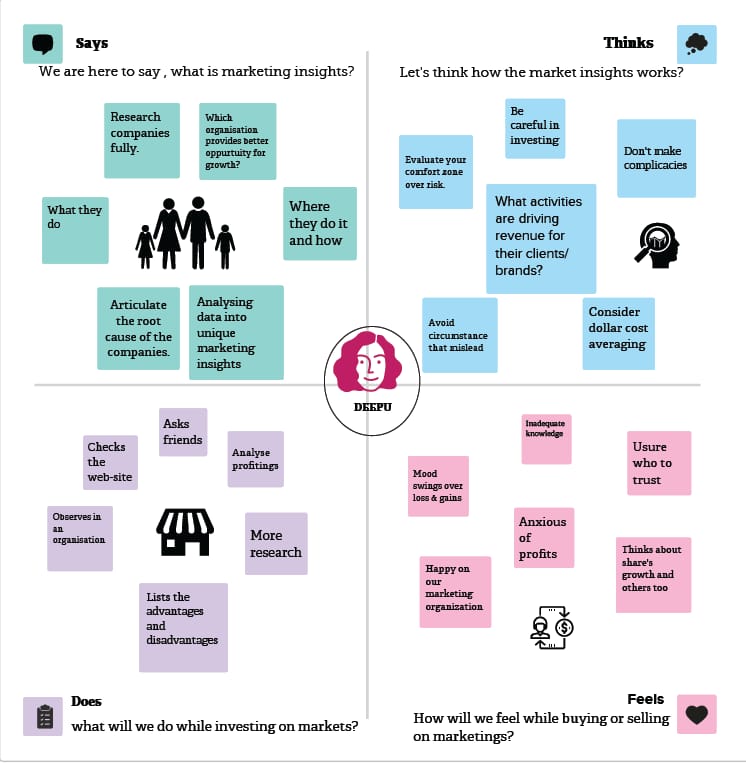 Says
We are here to say , what is marketing insights?
Research
companies
fully.
Which
organisation
provides better
oppurtuity for
growth?
What they
do
Where
they do it
and how
Articulate
the root
cause of the
companies.
Analysing
data into
unique
marketing
insights
Thinks
Let's think how the market insights works?
Be
careful in
investing
Evaluate your
comfort zone
over risk.
Don't make
complicacies
What activities
are driving
revenue for
their clients/
brands?
Avoid
circumstance
that mislead
Consider
dollar cost
averaging
DEEPU
Asks
friends
Checks
the
web-site
Analyse
profitings
Observes in
an
organisation
More
research
Lists the
advantages
and
disadvantages
Does
what will we do while investing on markets?
Inadequate
knowledge
Usure
who to
trust
Mood
swings over
loss & gains
Anxious
of
profits
Thinks about
share's
growth and
others too
Happy on
our
marketing
organization
Feels
How will we feel while buying or selling
on marketings?